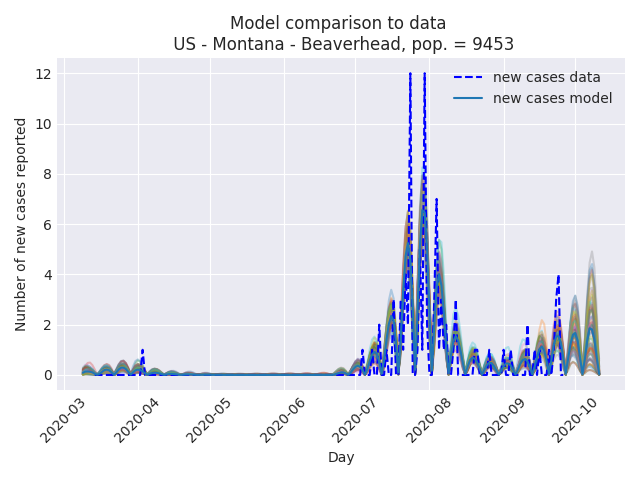 Model comparison to data
US - Montana - Beaverhead, pop. = 9453
new cases data
new cases model
Number of new cases reported
12
10
8
6
4
2
0
2020-03
2020-04
2020-05
2020-06
2020-07
2020-08
2020-09
2020-10
Day